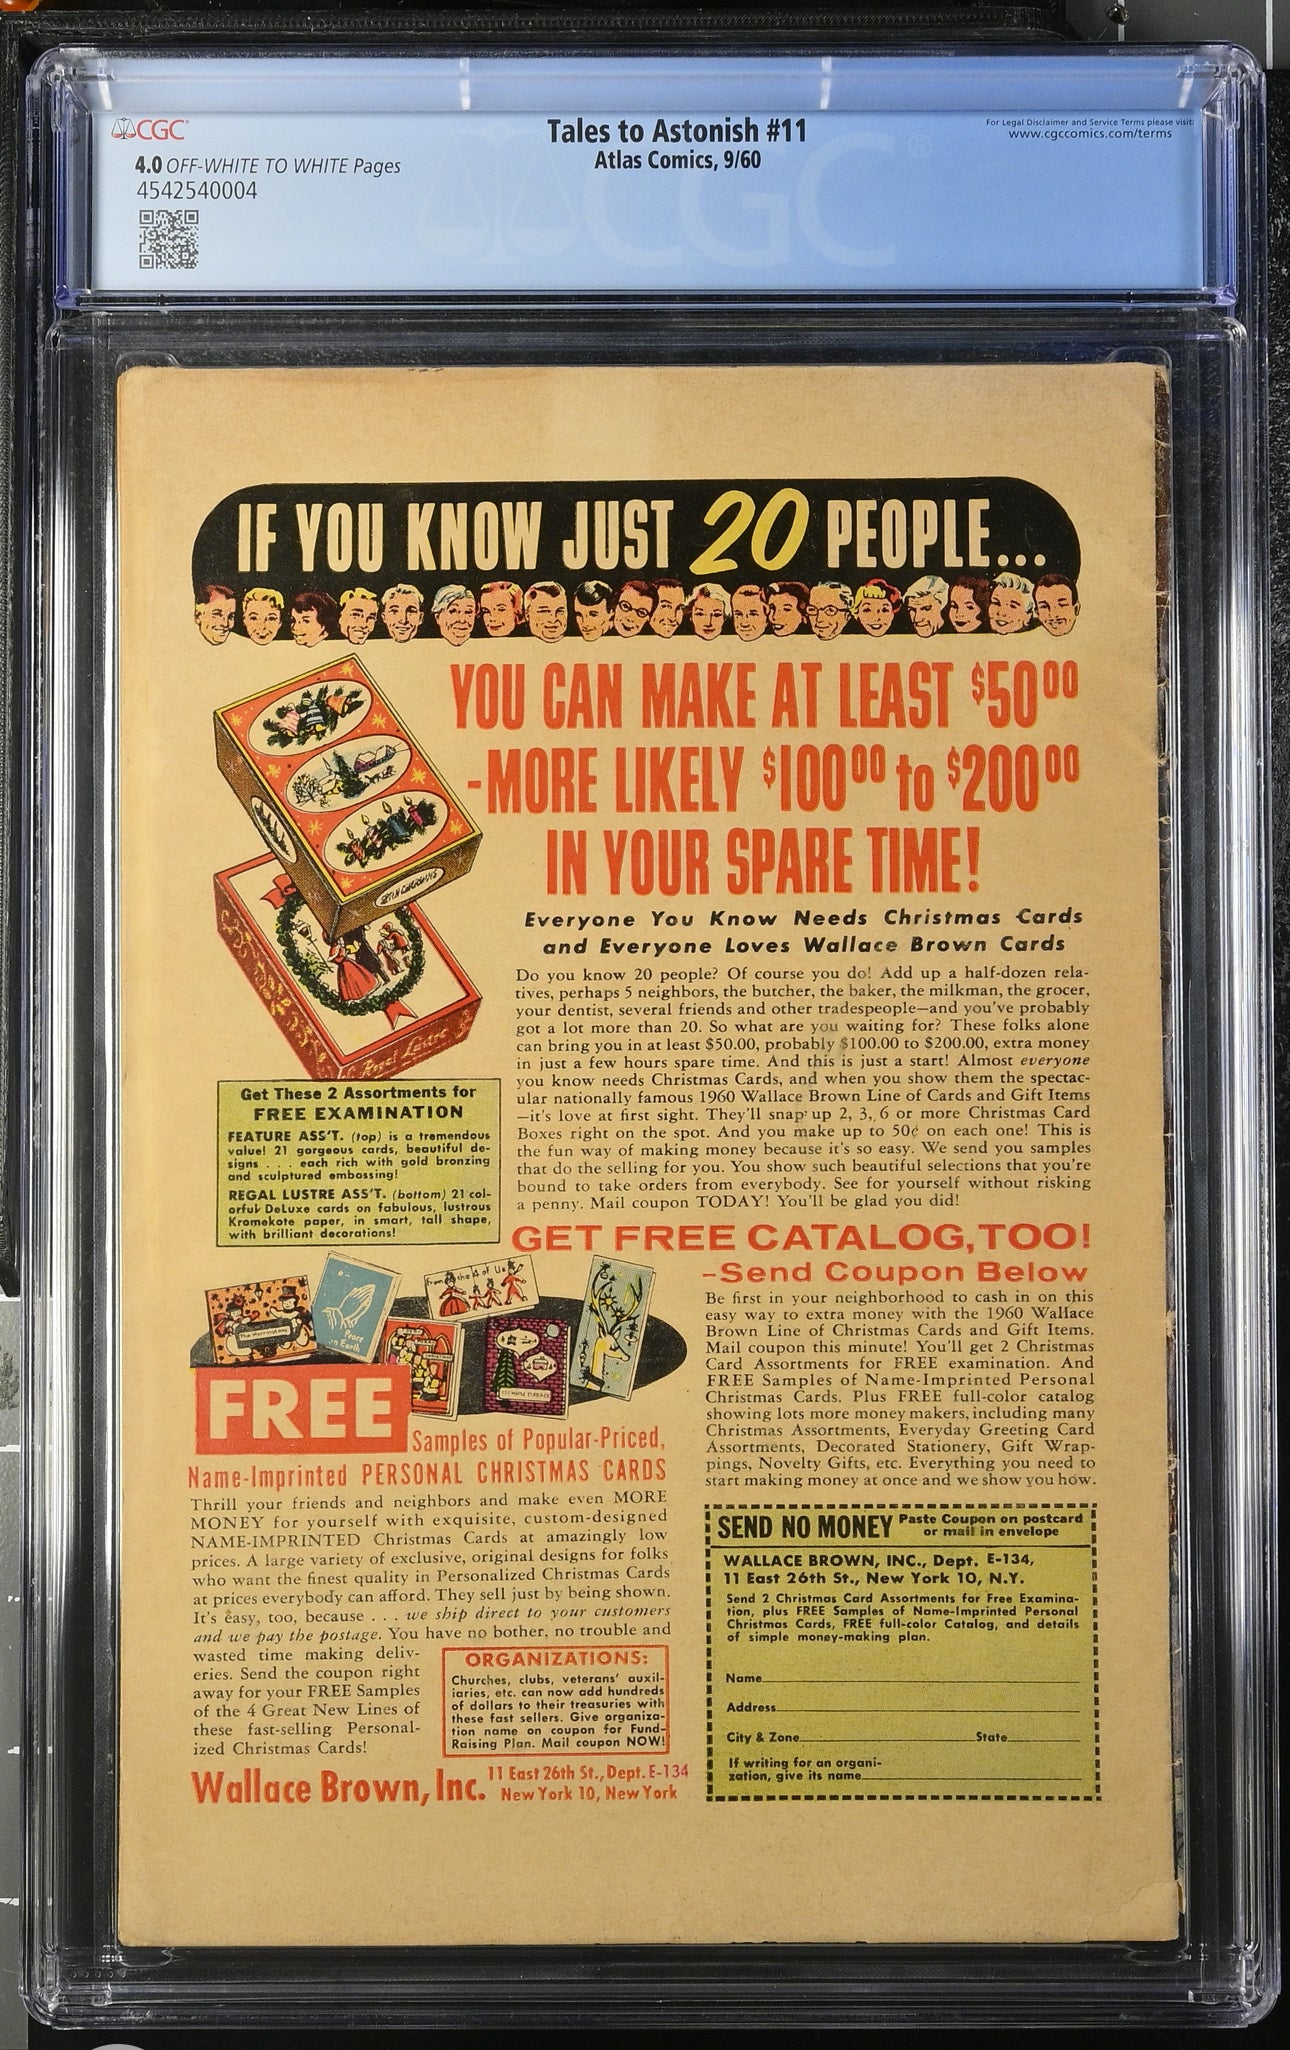 CGC
Tales to Astonish #11
Atlas Comics, 9/60
For Legal Disclaimer and Service Terms please visit:
www.cgccomics.com/terms
4.0 OFF-WHITE TO WHITE Pages
4542540004
CGC
IF YOU KNOW JUST 20 PEOPLE...
YOU CAN MAKE AT LEAST $50.00
-MORE LIKELY $100.00 to $200.00
IN YOUR SPARE TIME!
Everyone You Know Needs Christmas Cards
and Everyone Loves Wallace Brown Cards
Do you know 20 people? Of course you do! Add up a half-dozen rela-
tives, perhaps 5 neighbors, the butcher, the baker, the milkman, the grocer,
your dentist, several friends and other tradespeople—and you've probably
got a lot more than 20. So what are you waiting for? These folks alone
can bring you in at least $50.00, probably $100.00 to $200.00, extra money
in just a few hours spare time. And this is just a start! Almost everyone
you know needs Christmas Cards, and when you show them the spectac-
ular nationally famous 1960 Wallace Brown Line of Cards and Gift Items
—it's love at first sight. They'll snap up 2, 3, 6 or more Christmas Card
Boxes right on the spot. And you make up to 50¢ on each one! This is
the fun way of making money because it's so easy. We send you samples
that do the selling for you. You show such beautiful selections that you're
bound to take orders from everybody. See for yourself without risking
a penny. Mail coupon TODAY! You'll be glad you did!
Regal Lustre
Get These 2 Assortments for
FREE EXAMINATION
FEATURE ASS'T. (top) is a tremendous
value! 21 gorgeous cards, beautiful de-
signs . . . each rich with gold bronzing
and sculptured embossing!
REGAL LUSTRE ASS'T. (bottom) 21 col-
orful DeLuxe cards on fabulous, lustrous
Kromekote paper, in smart, tall shape,
with brilliant decorations!
GET FREE CATALOG, TOO!
-Send Coupon Below
Be first in your neighborhood to cash in on this
easy way to extra money with the 1960 Wallace
Brown Line of Christmas Cards and Gift Items.
Mail coupon this minute! You'll get 2 Christmas
Card Assortments for FREE examination. And
FREE Samples of Name-Imprinted Personal
Christmas Cards. Plus FREE full-color catalog
showing lots more money makers, including many
Christmas Assortments, Everyday Greeting Card
Assortments, Decorated Stationery, Gift Wrap-
pings, Novelty Gifts, etc. Everything you need to
start making money at once and we show you how.
The Harringtons
Peace on Earth
from the 4 of Us
FREE
Samples of Popular-Priced,
Name-Imprinted PERSONAL CHRISTMAS CARDS
Thrill your friends and neighbors and make even MORE
MONEY for yourself with exquisite, custom-designed
NAME-IMPRINTED Christmas Cards at amazingly low
prices. A large variety of exclusive, original designs for folks
who want the finest quality in Personalized Christmas Cards
at prices everybody can afford. They sell just by being shown.
It's easy, too, because . . . we ship direct to your customers
and we pay the postage. You have no bother, no trouble and
wasted time making deliv-
eries. Send the coupon right
away for your FREE Samples
of the 4 Great New Lines of
these fast-selling Personal-
ized Christmas Cards!
ORGANIZATIONS:
Churches, clubs, veterans' auxil-
iaries, etc. can now add hundreds
of dollars to their treasuries with
these fast sellers. Give organiza-
tion name on coupon for Fund-
Raising Plan. Mail coupon NOW!
Wallace Brown, Inc. 11 East 26th St., Dept. E-134
New York 10, New York
SEND NO MONEY Paste Coupon on postcard
or mail in envelope
WALLACE BROWN, INC., Dept. E-134,
11 East 26th St., New York 10, N.Y.
Send 2 Christmas Card Assortments for Free Examina-
tion, plus FREE Samples of Name-Imprinted Personal
Christmas Cards, FREE full-color Catalog, and details
of simple money-making plan.
Name
Address
City & Zone State
If writing for an organi-
zation, give its name